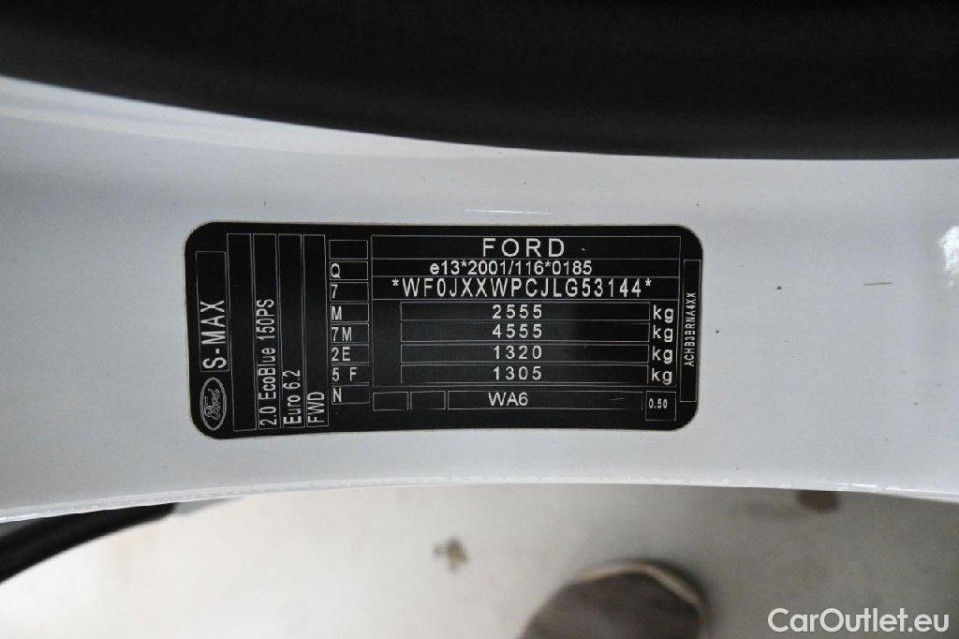 FORD
e13*2001/116*0185
*WF0JXXWPCJLG53144*
2555 kg
4555 kg
1320 kg
1305 kg
WA6 0.50
Q
7
M
7M
2E
5 F
N
Ford
S-MAX
2.0 EcoBlue 150PS
Euro 6.2
FWD
ACHB3BRNA4XX
CarOutlet.eu